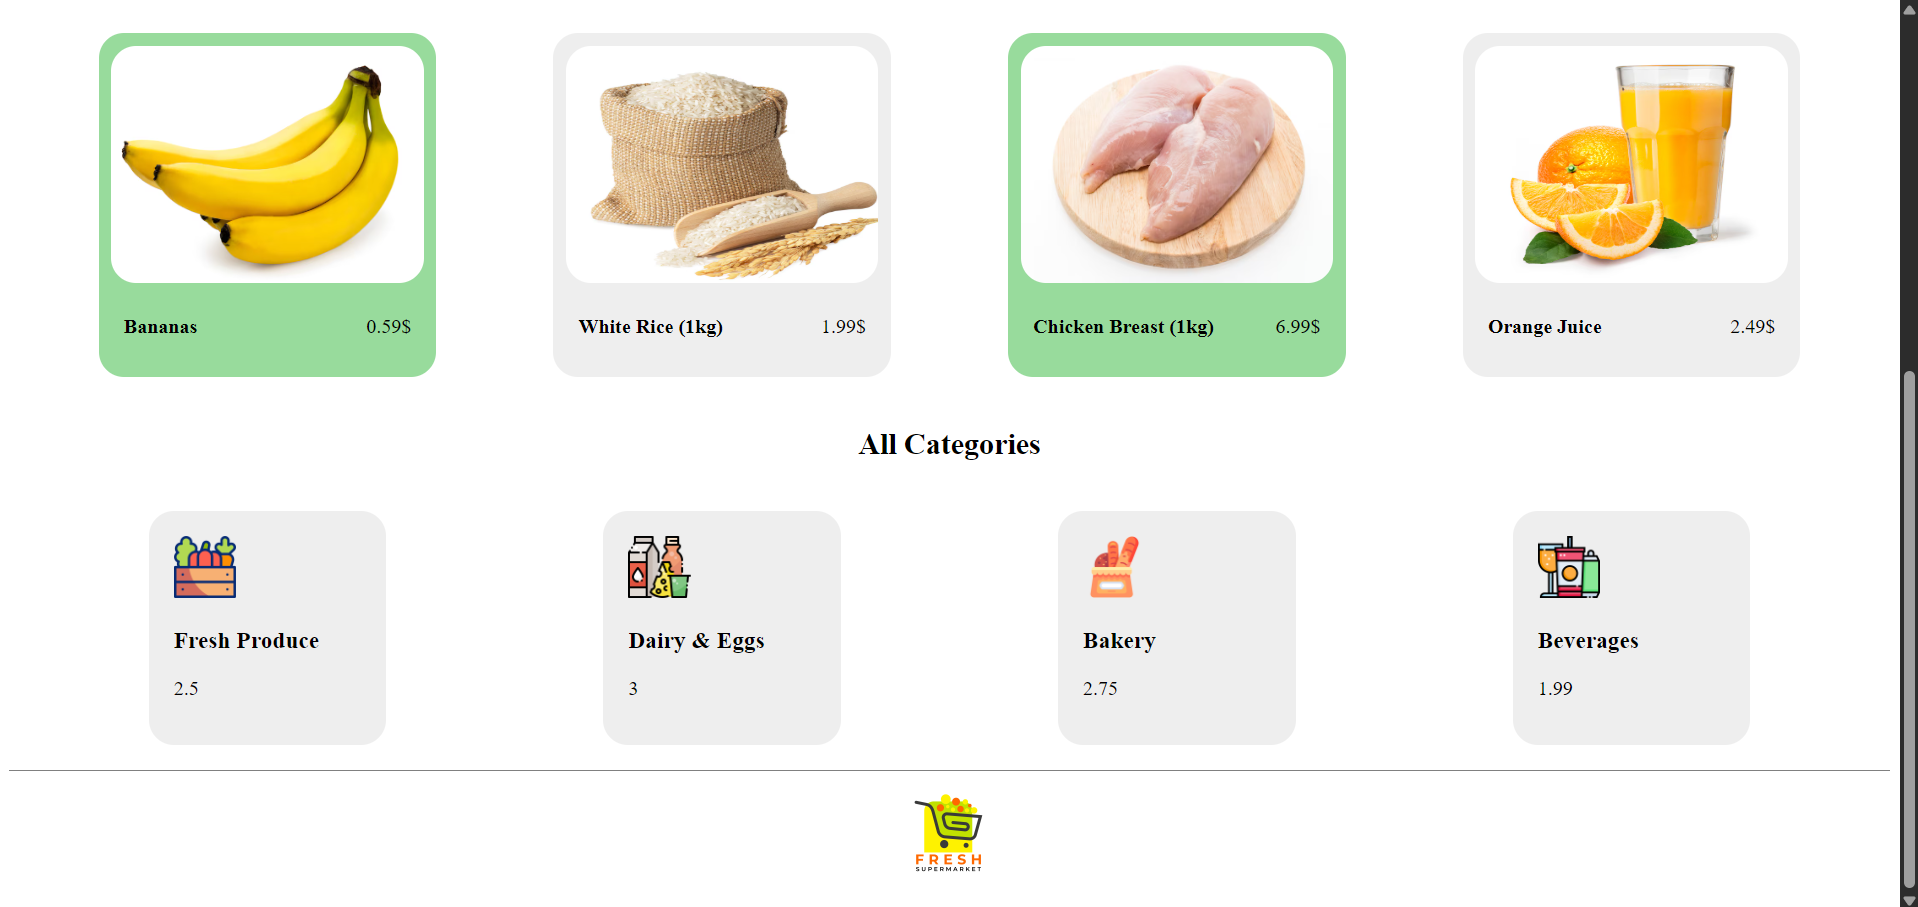 Bananas 0.59$
White Rice (1kg) 1.99$
Chicken Breast (1kg) 6.99$
Orange Juice 2.49$
All Categories
Fresh Produce
2.5
Dairy & Eggs
3
Bakery
2.75
Beverages
1.99
FRESH
SUPERMARKET